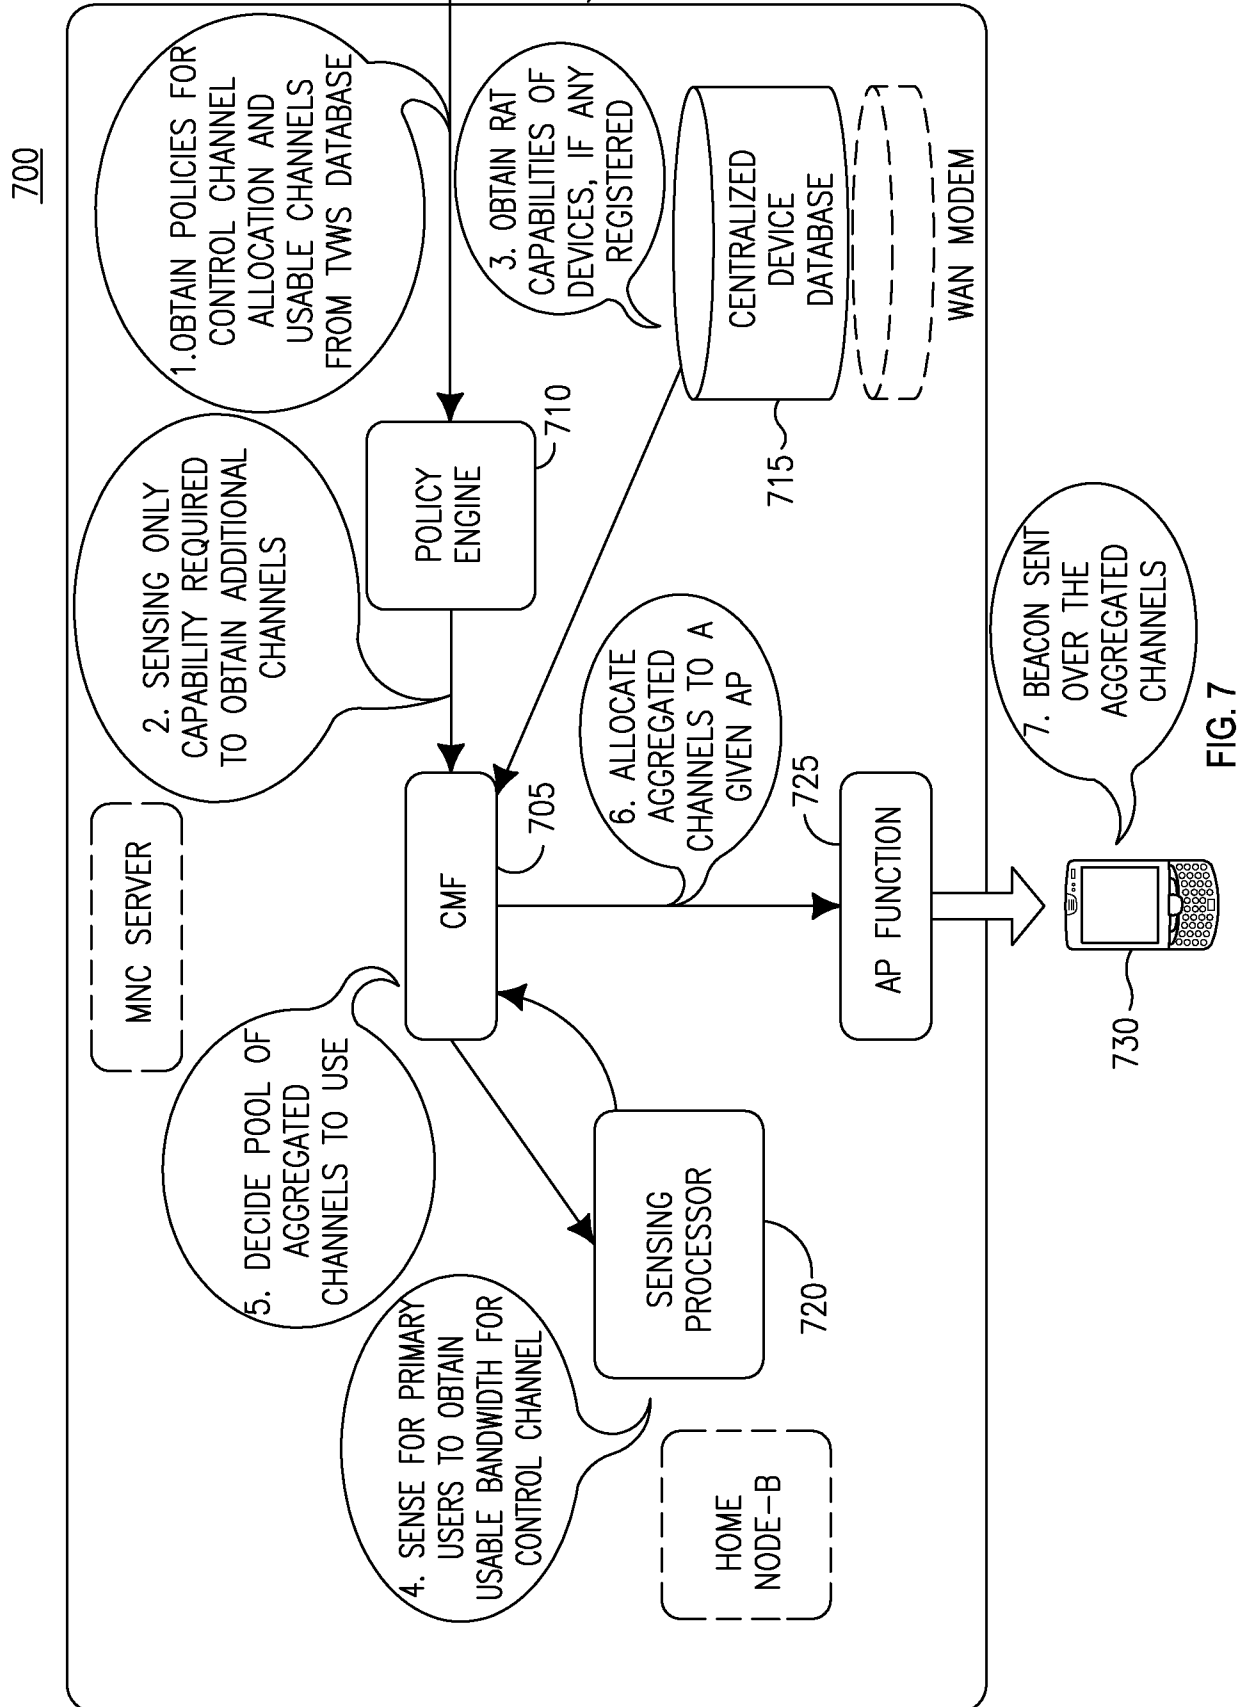 700
1.OBTAIN POLICIES FOR
CONTROL CHANNEL
ALLOCATION AND
USABLE CHANNELS
FROM TVWS DATABASE
2. SENSING ONLY
CAPABILITY REQUIRED
TO OBTAIN ADDITIONAL
CHANNELS
MNC SERVER
5. DECIDE POOL OF
AGGREGATED
CHANNELS TO USE
4. SENSE FOR PRIMARY
USERS TO OBTAIN
USABLE BANDWIDTH FOR
CONTROL CHANNEL
3. OBTAIN RAT
CAPABILITIES OF
DEVICES, IF ANY
REGISTERED
POLICY
ENGINE
710
CMF
705
SENSING
PROCESSOR
720
HOME
NODE-B
CENTRALIZED
DEVICE
DATABASE
715
WAN MODEM
6. ALLOCATE
AGGREGATED
CHANNELS TO A
GIVEN AP
AP FUNCTION
725
7. BEACON SENT
OVER THE
AGGREGATED
CHANNELS
730
FIG. 7